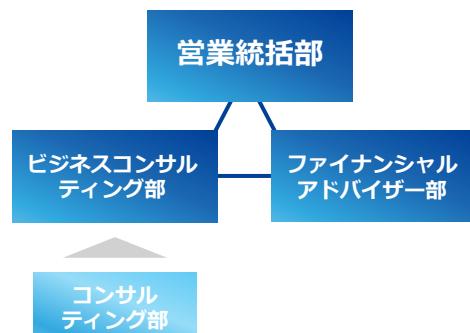 営業統括部
ビジネスコンサル
ティング部
ファイナンシャル
アドバイザー部
コンサル
ティング部